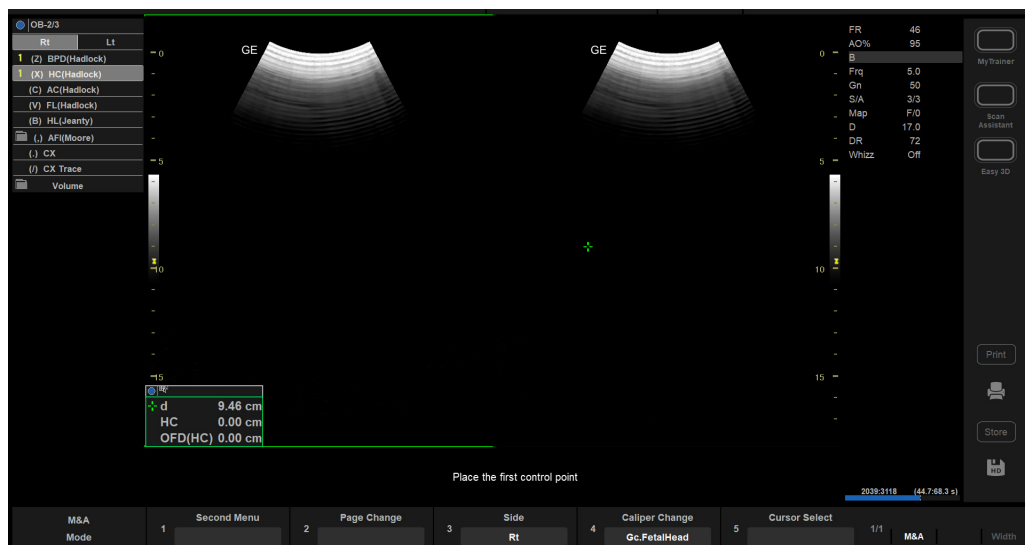 OB-2/3
Rt Lt
1 (Z) BPD(Hadlock)
1 (X) HC(Hadlock)
(C) AC(Hadlock)
(V) FL(Hadlock)
(B) HL(Jeanty)
(,) AFI(Moore)
(.) CX
(/) CX Trace
Volume
GE
0
5
10
15
GE
0
5
10
15
FR 46
AO% 95
B
Frq 5.0
Gn 50
S/A 3/3
Map F/0
D 17.0
DR 72
Whizz Off
MyTrainer
Scan
Assistant
Easy 3D
Print
Store
HD
d 9.46 cm
HC 0.00 cm
OFD(HC) 0.00 cm
Place the first control point
2039:3118 (44.7:68.3 s)
M&A
Mode
1 Second Menu
2 Page Change
3 Side
Rt
4 Caliper Change
Gc.FetalHead
5 Cursor Select
1/1
M&A
Width